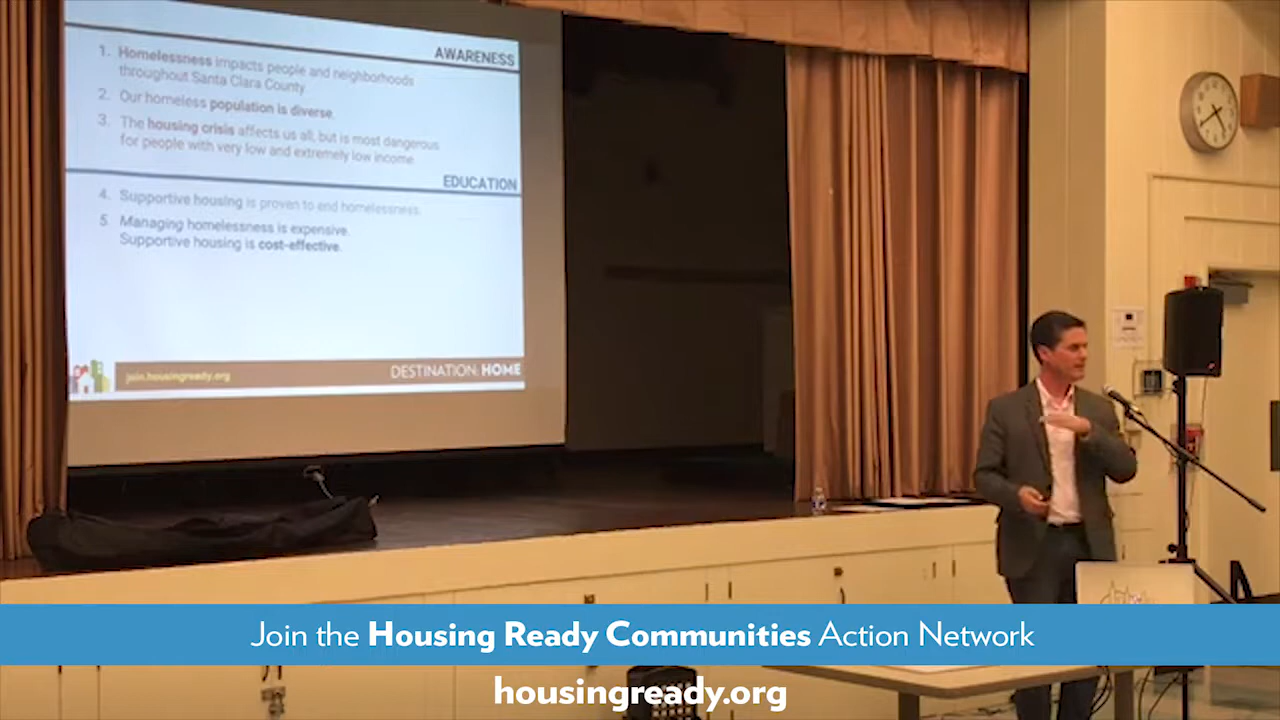 AWARENESS
1. Homelessness impacts people and neighborhoods
throughout Santa Clara County
2. Our homeless population is diverse.
3. The housing crisis affects us all, but is most dangerous
for people with very low and extremely low income
EDUCATION
4. Supportive housing is proven to end homelessness.
5 Managing homelessness is expensive.
Supportive housing is cost-effective.
join.housingready.org
DESTINATION: HOME
Join the Housing Ready Communities Action Network
housingready.org